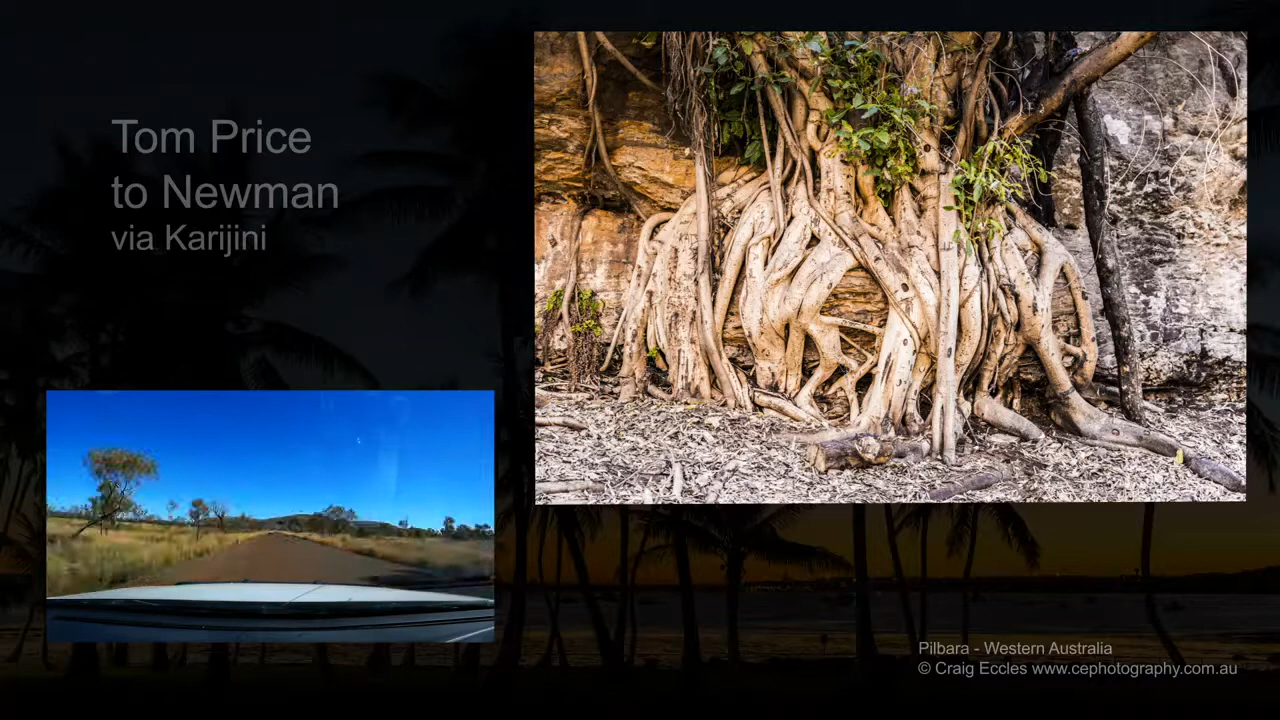 Tom Price
to Newman
via Karijini
Pilbara - Western Australia
© Craig Eccles www.cephotography.com.au